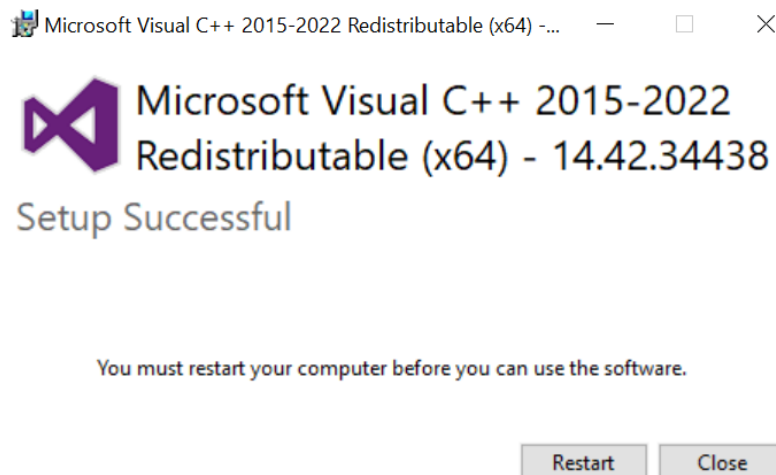 Microsoft Visual C++ 2015-2022 Redistributable (x64) -...
Microsoft Visual C++ 2015-2022
Redistributable (x64) - 14.42.34438
Setup Successful
You must restart your computer before you can use the software.
Restart Close